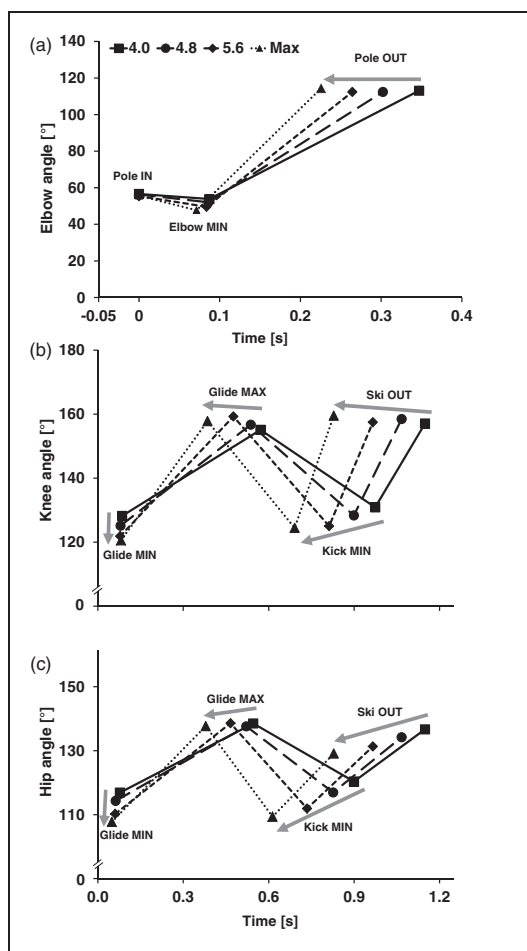 (a)
140
4.0 4.8 5.6 Max
Pole OUT
120
100
80
Pole IN
60
40
Elbow MIN
20
0
-0.05 0 0.1 0.2 0.3 0.4
Elbow angle [°]
Time [s]
(b)
180
Glide MAX
Ski OUT
160
140
120
Glide MIN
Kick MIN
0
Knee angle [°]
(c)
Glide MAX
150
Ski OUT
130
110
Glide MIN
Kick MIN
0
Hip angle [°]
0.0 0.3 0.6 0.9 1.2
Time [s]